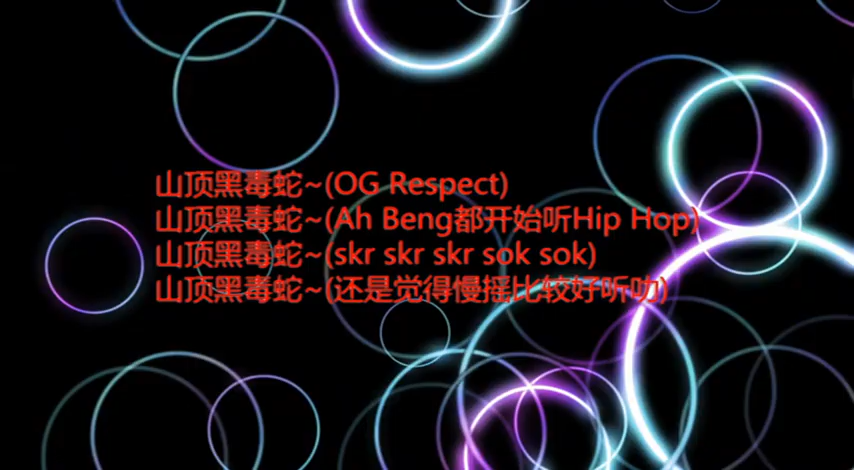 山顶黑毒蛇~(OG Respect)
山顶黑毒蛇~(Ah Beng都开始听Hip Hop)
山顶黑毒蛇~(skr skr skr sok sok)
山顶黑毒蛇~(还是觉得慢摇比较好听叻)